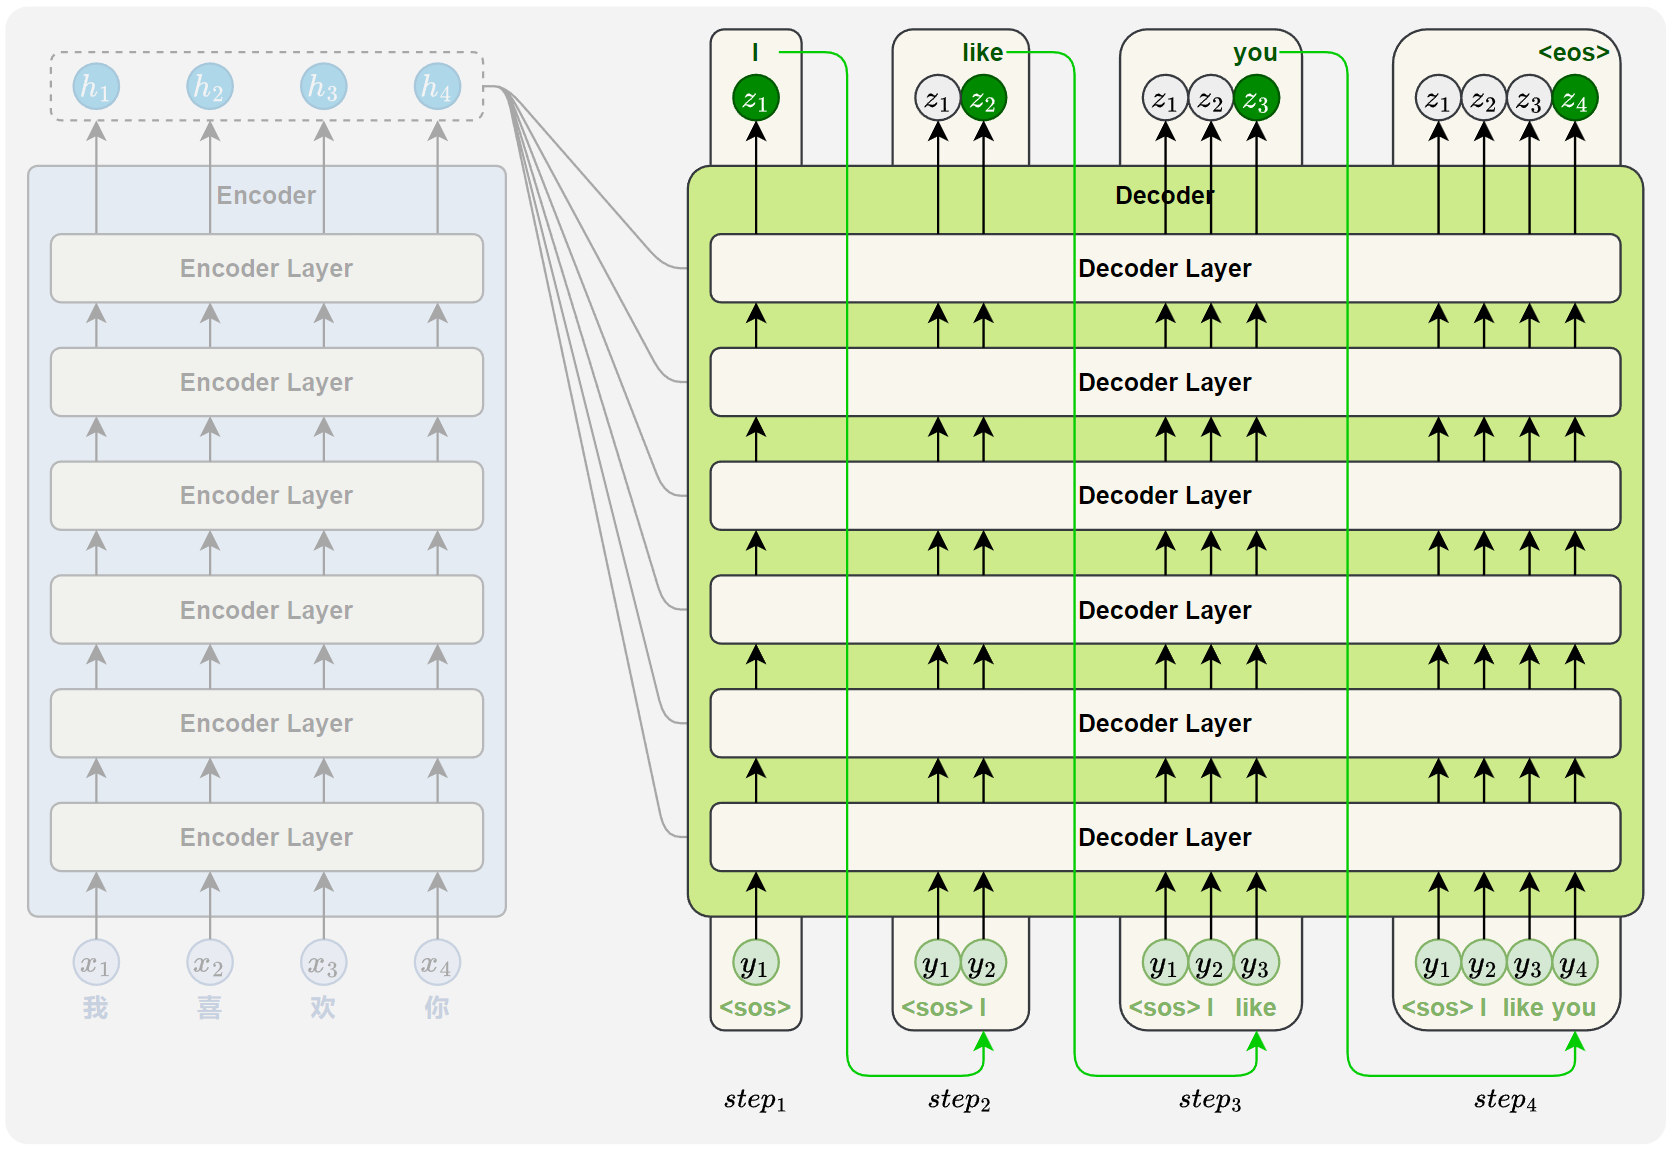 I like you <eos>
h₁ h₂ h₃ h₄
z₁ z₁ z₂ z₁ z₂ z₃ z₁ z₂ z₃ z₄
Encoder Decoder
Encoder Layer Decoder Layer
Encoder Layer Decoder Layer
Encoder Layer Decoder Layer
Encoder Layer Decoder Layer
Encoder Layer Decoder Layer
Encoder Layer Decoder Layer
x₁ x₂ x₃ x₄ y₁ y₁ y₂ y₁ y₂ y₃ y₁ y₂ y₃ y₄
我 喜 欢 你 <sos> <sos> I <sos> I like <sos> I like you
step₁ step₂ step₃ step₄